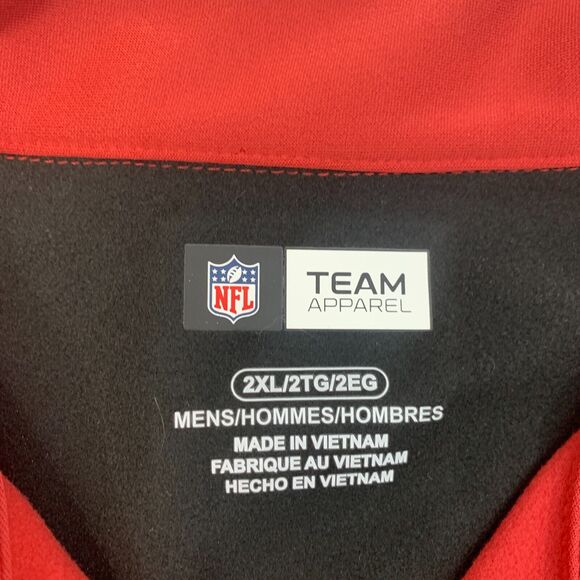 NFL
TEAM
APPAREL
2XL/2TG/2EG
MENS/HOMMES/HOMBRES
MADE IN VIETNAM
FABRIQUE AU VIETNAM
HECHO EN VIETNAM